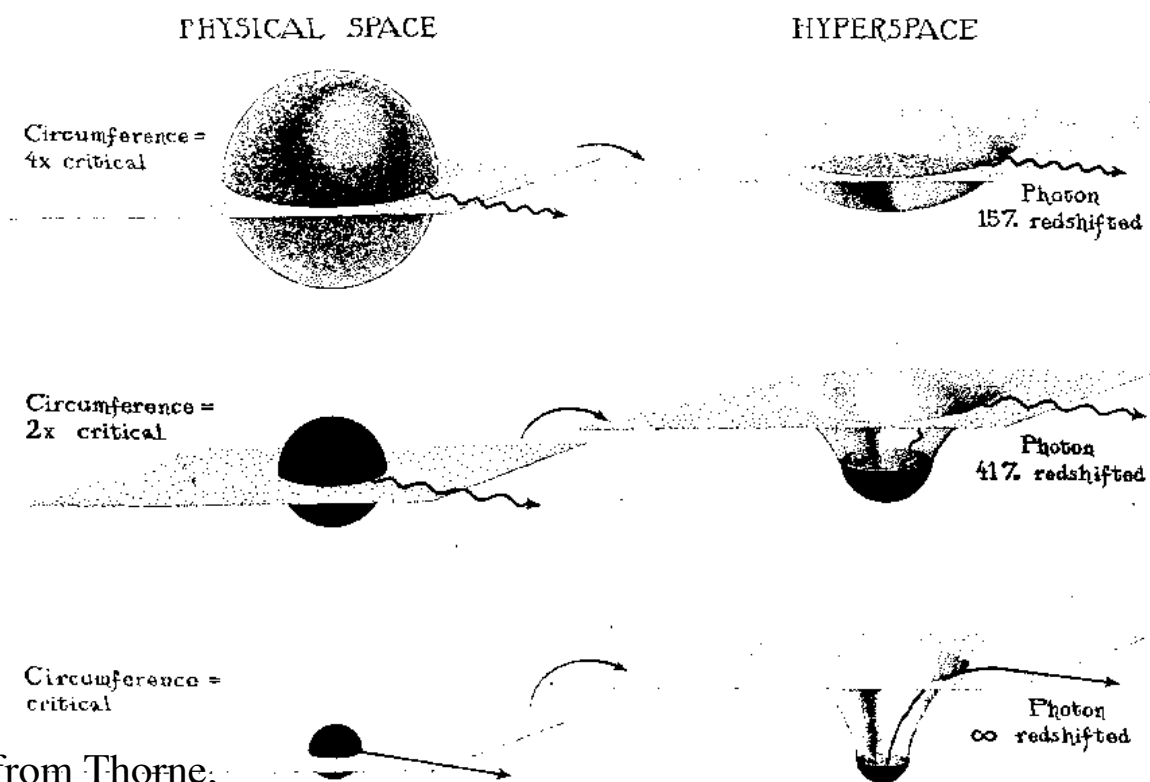 PHYSICAL SPACE
HYPERSPACE
Circumference =
4x critical
Photon
15% redshifted
Circumference =
2x critical
Photon
41% redshifted
Circumference =
critical
Photon
∞ redshifted
from Thorne,